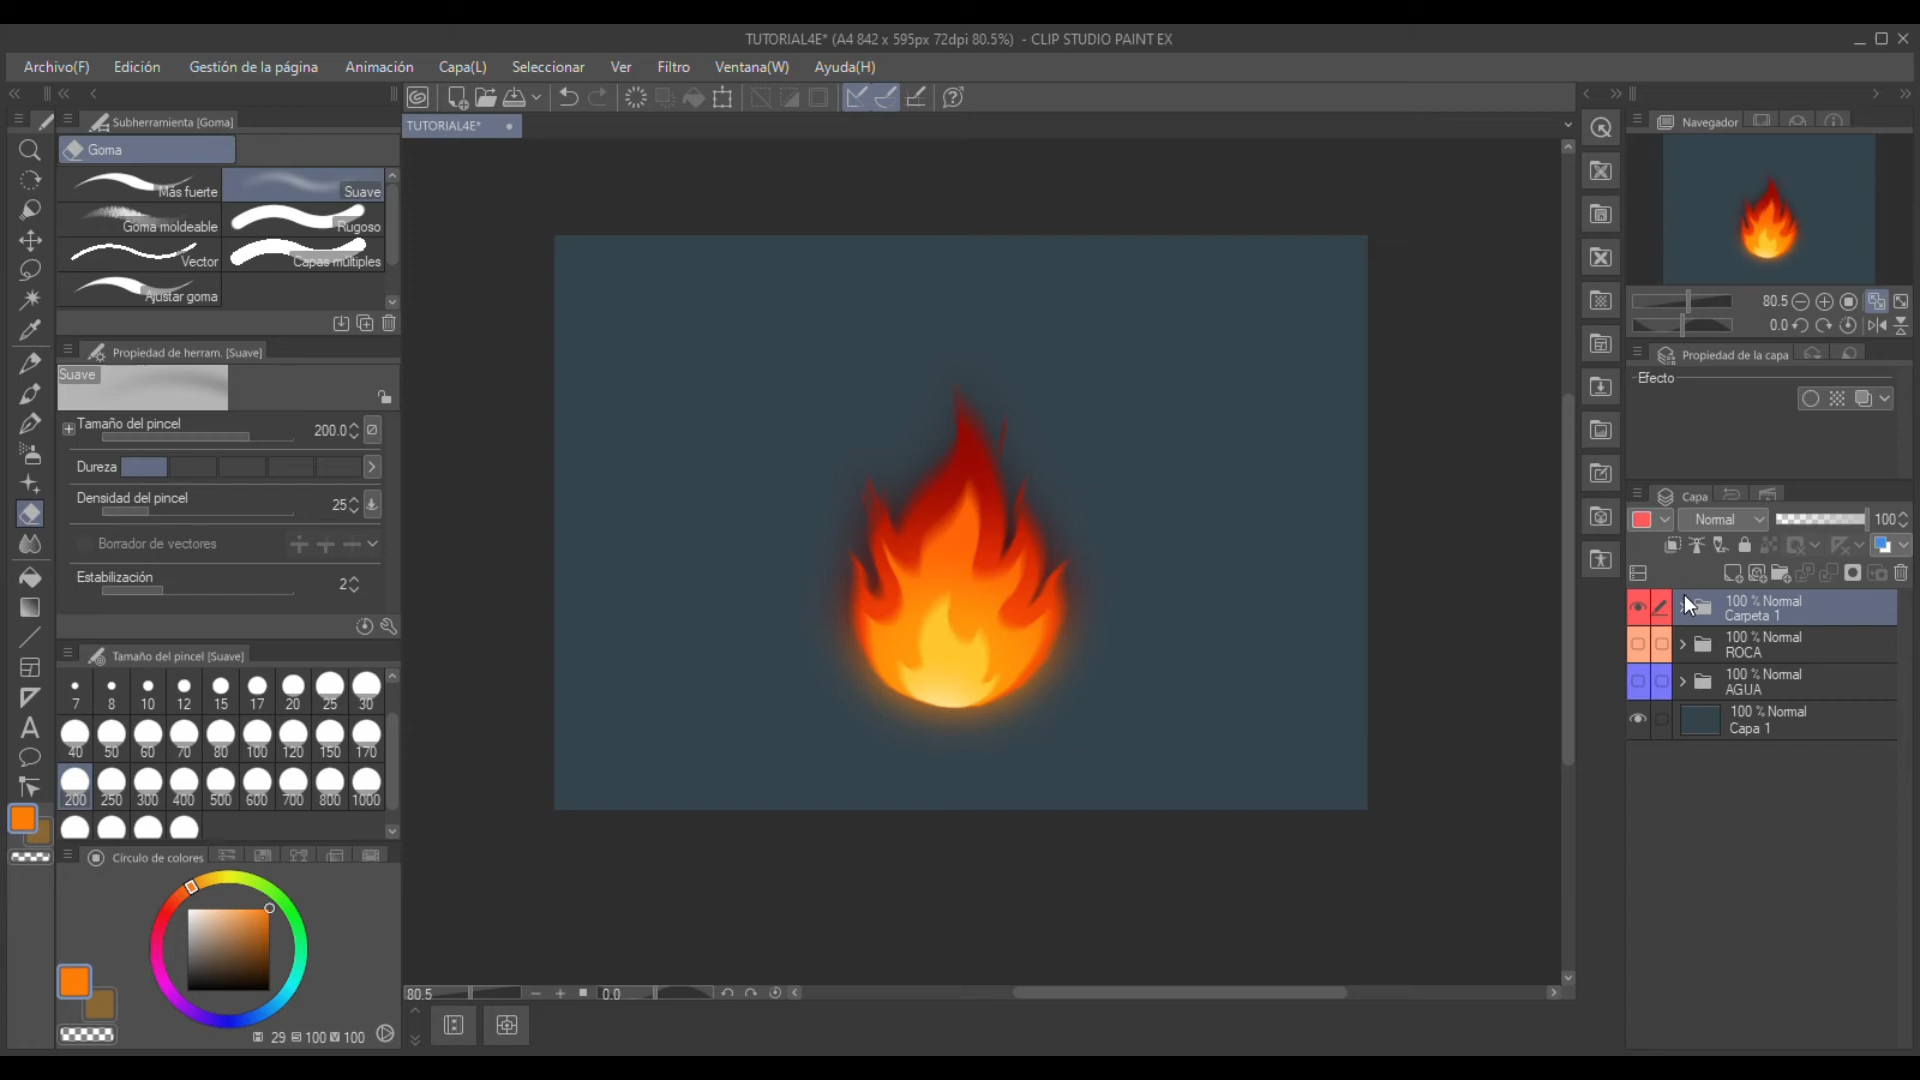 TUTORIAL4E* (A4 842 x 595px 72dpi 80.5%) - CLIP STUDIO PAINT EX
Archivo(F) Edición Gestión de la página Animación Capa(L) Seleccionar Ver Filtro Ventana(W) Ayuda(H)
Subherramienta [Goma]
TUTORIAL4E*
Navegador
Goma
Más fuerte
Suave
Goma moldeable
Rugoso
Vector
Capas múltiples
Ajustar goma
80.5
0.0
Propiedad de herram. [Suave]
Suave
Tamaño del pincel 200.0
Dureza
Densidad del pincel 25
Borrador de vectores
Estabilización 2
Propiedad de la capa
Efecto
Capa
Normal 100
100 % Normal
Carpeta 1
100 % Normal
ROCA
100 % Normal
AGUA
100 % Normal
Capa 1
Tamaño del pincel [Suave]
7 8 10 12 15 17 20 25 30
40 50 60 70 80 100 120 150 170
200 250 300 400 500 600 700 800 1000
Círculo de colores
29 100 100
80.5 0.0